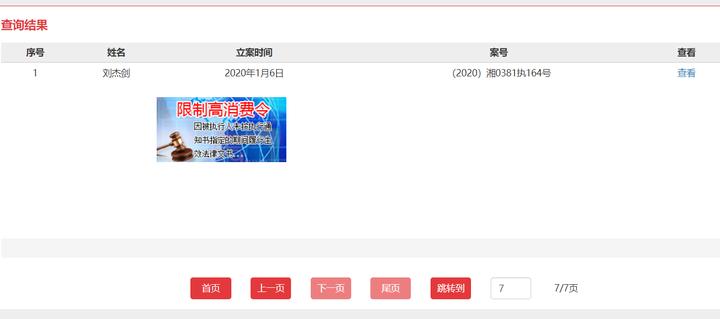 查询结果
序号 姓名 立案时间 案号 查看
1 刘杰创 2020年1月6日 (2020) 湘0381执164号 查看
限制高消费令
因被执行人未按执行通
知书指定的期间履行生
效法律文书...
首页 上一页 下一页 尾页 跳转到 7 7/7页